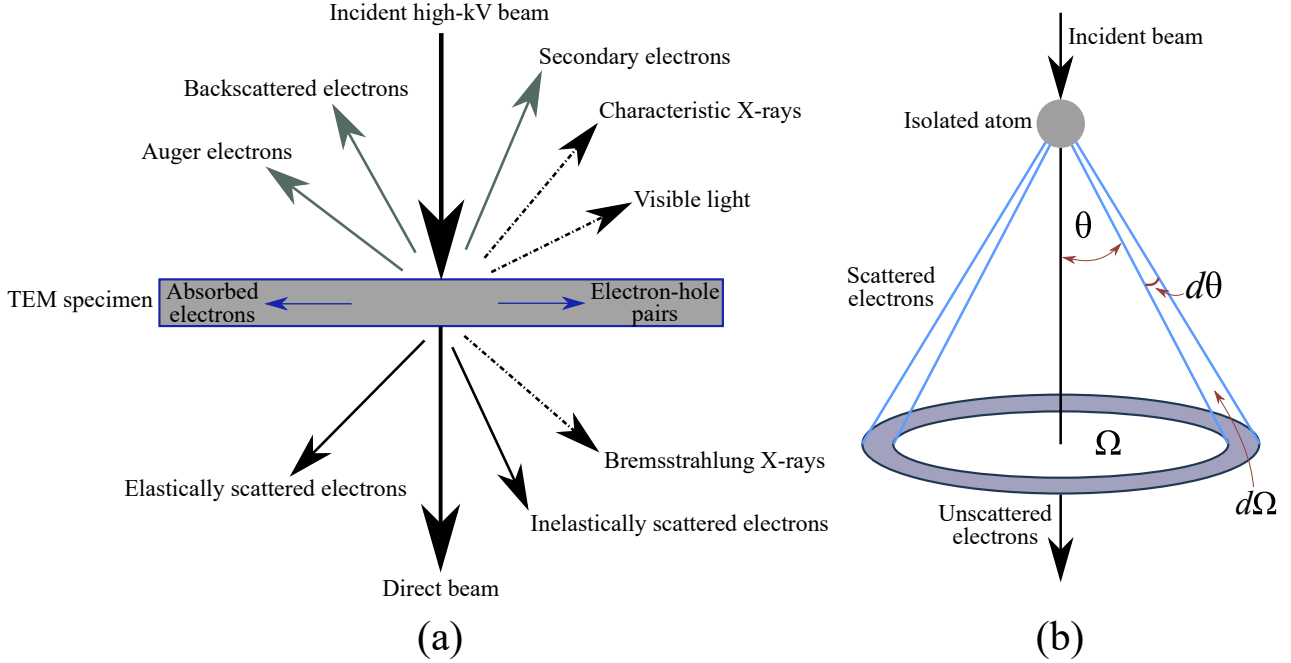 Incident high-kV beam
Secondary electrons
Backscattered electrons
Characteristic X-rays
Auger electrons
Visible light
TEM specimen
Absorbed
electrons
Electron-hole
pairs
Bremsstrahlung X-rays
Elastically scattered electrons
Inelastically scattered electrons
Direct beam
(a)
Incident beam
Isolated atom
θ
Scattered
electrons
dθ
Ω
dΩ
Unscattered
electrons
(b)